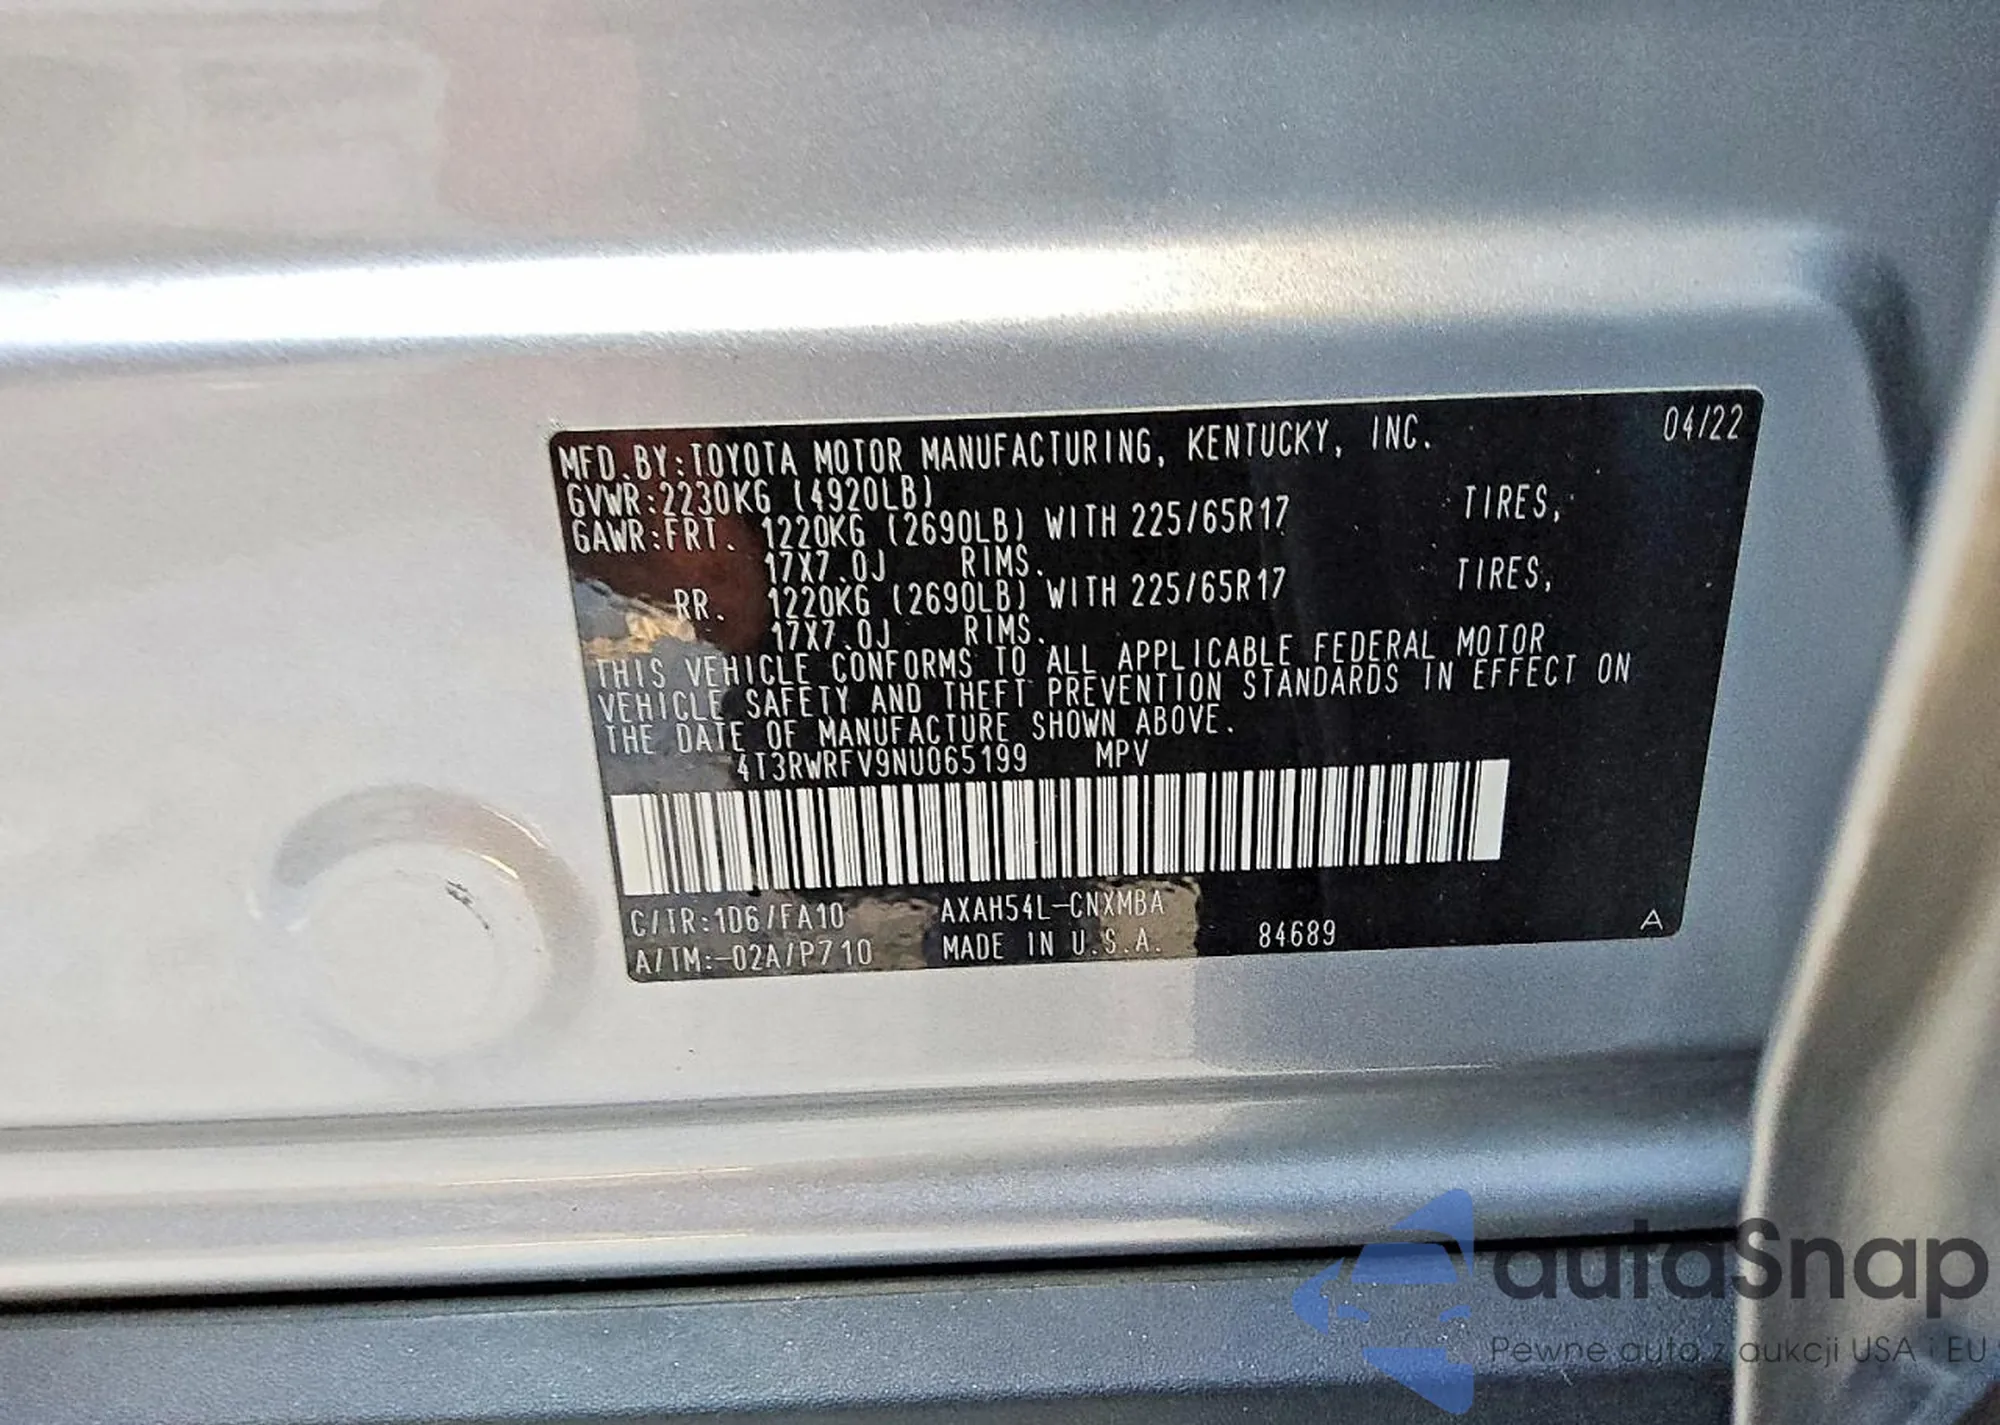 MFD.BY:TOYOTA MOTOR MANUFACTURING, KENTUCKY, INC. 04/22
GVWR:2230KG (4920LB)
GAWR:FRT. 1220KG (2690LB) WITH 225/65R17 TIRES,
17X7.0J RIMS.
RR. 1220KG (2690LB) WITH 225/65R17 TIRES,
17X7.0J RIMS.
THIS VEHICLE CONFORMS TO ALL APPLICABLE FEDERAL MOTOR
VEHICLE SAFETY AND THEFT PREVENTION STANDARDS IN EFFECT ON
THE DATE OF MANUFACTURE SHOWN ABOVE.
4T3RWRFV9NU065199 MPV
C/TR:1D6/FA10 AXAH54L-CNXMBA
A/TM:-02A/P710 MADE IN U.S.A. 84689 A
autaSnap
Pewne auta z aukcji USA i EU